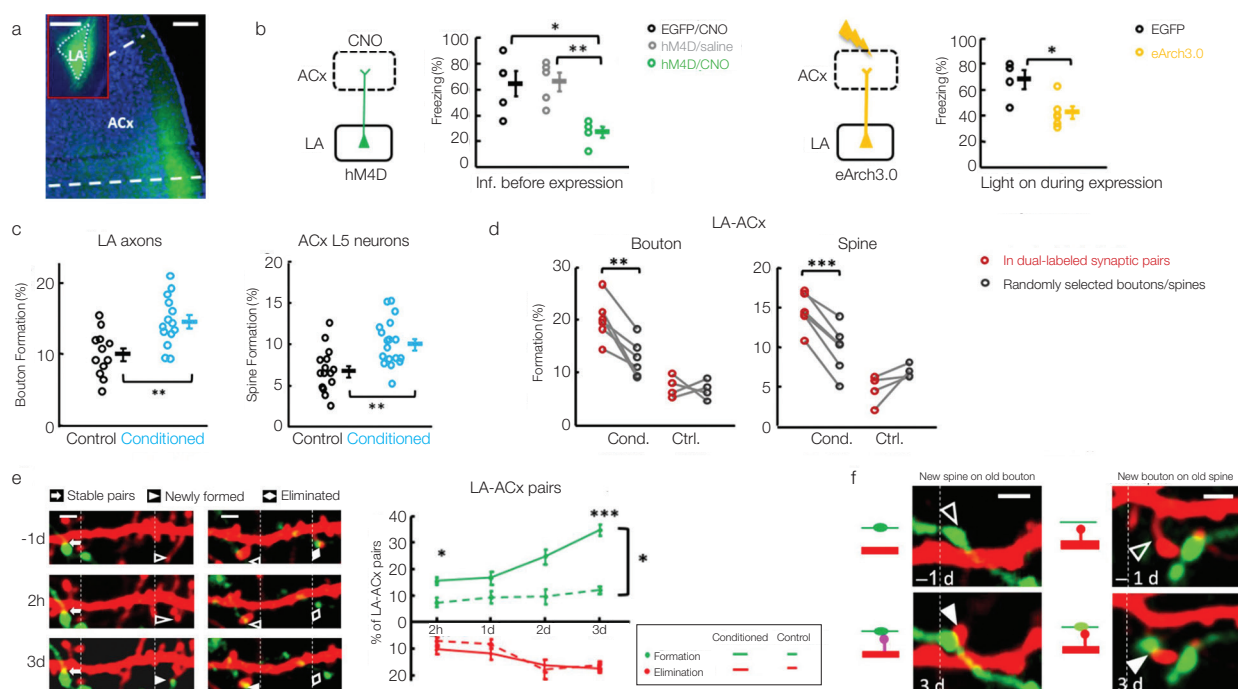 a
LA
ACx
b
CNO
ACx
LA
hM4D
Freezing (%)
100
80
60
40
20
0
*
**
EGFP/CNO
hM4D/saline
hM4D/CNO
Inf. before expression
ACx
LA
eArch3.0
Freezing (%)
100
80
60
40
20
0
*
EGFP
eArch3.0
Light on during expression
c
LA axons
Bouton Formation (%)
20
10
0
**
Control Conditioned
ACx L5 neurons
Spine Formation (%)
20
15
10
5
0
**
Control Conditioned
d
LA-ACx
Bouton
Formation (%)
30
20
10
0
**
Cond. Ctrl.
Spine
20
15
10
5
0
***
Cond. Ctrl.
In dual-labeled synaptic pairs
Randomly selected boutons/spines
e
Stable pairs Newly formed Eliminated
-1d
2h
3d
LA-ACx pairs
% of LA-ACx pairs
40
30
20
10
0
10
20
2h 1d 2d 3d
*
***
*
Conditioned Control
Formation
Elimination
f
New spine on old bouton
New bouton on old spine
–1 d
– 1 d
3 d
3 d